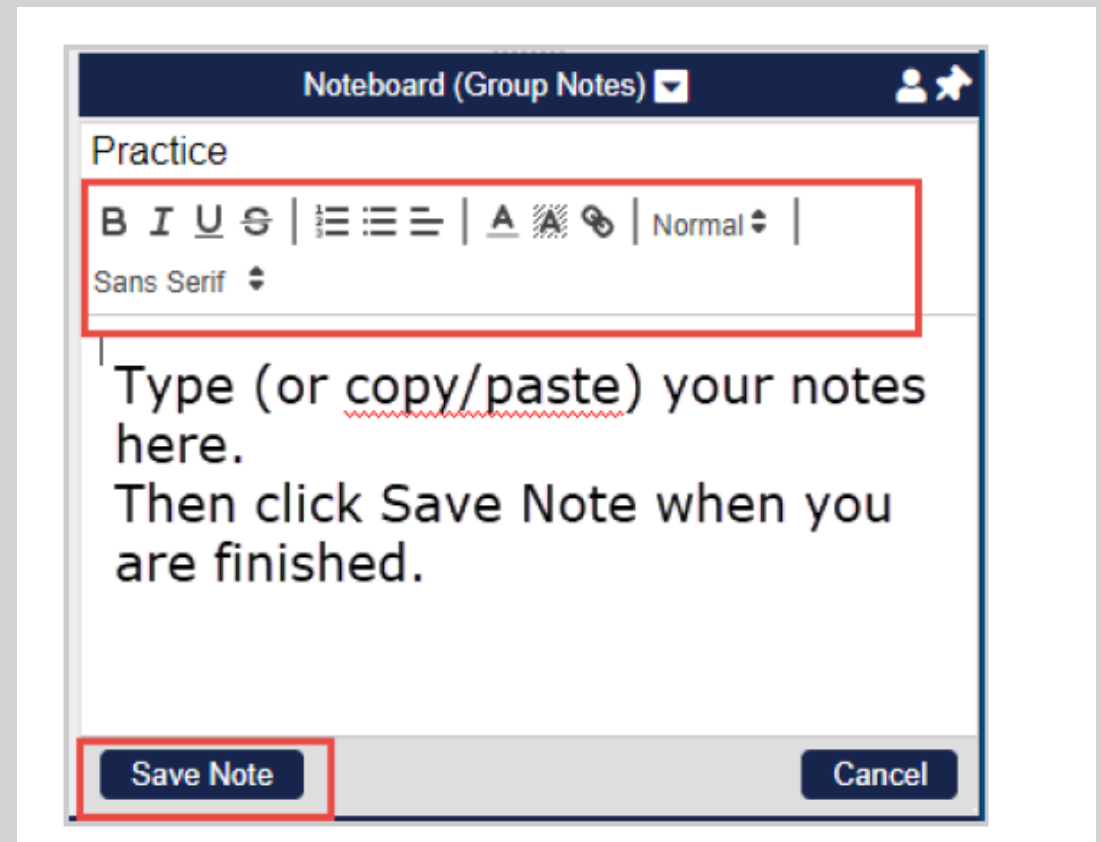 Noteboard (Group Notes)
Practice
B I U S A A Normal
Sans Serif
Type (or copy/paste) your notes
here.
Then click Save Note when you
are finished.
Save Note Cancel